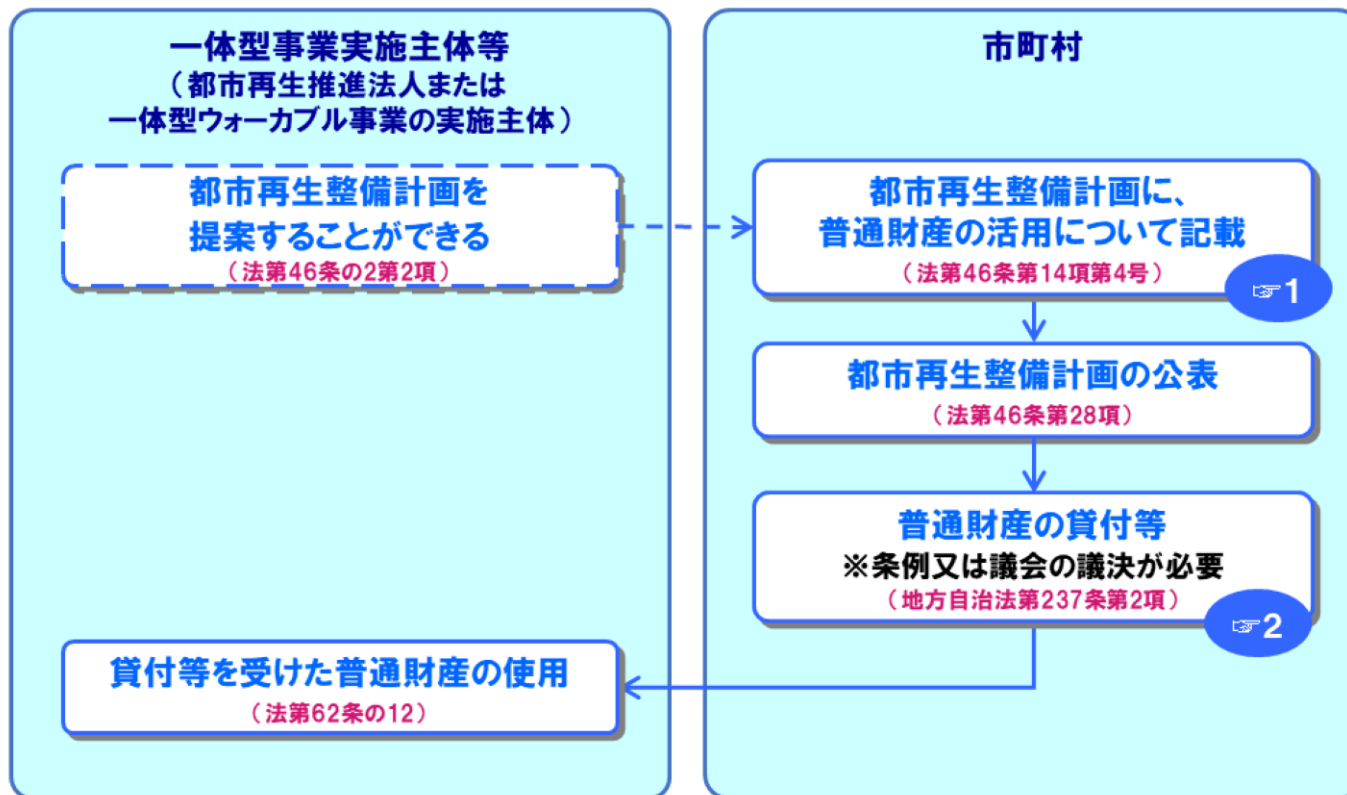 一体型事業実施主体等
(都市再生推進法人または
一体型ウォーカブル事業の実施主体)
都市再生整備計画を
提案することができる
(法第46条の2第2項)
貸付等を受けた普通財産の使用
(法第62条の12)
市町村
都市再生整備計画に、
普通財産の活用について記載
(法第46条第14項第4号)
☞1
都市再生整備計画の公表
(法第46条第28項)
普通財産の貸付等
※条例又は議会の議決が必要
(地方自治法第237条第2項)
☞2